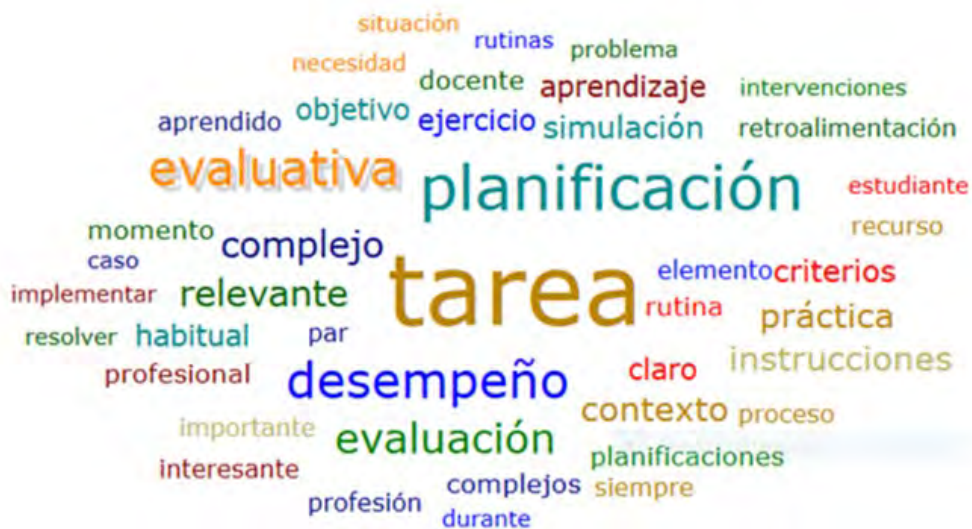 situación
rutinas
problema
necesidad
docente
aprendizaje
intervenciones
aprendido
objetivo
ejercicio
simulación
retroalimentación
evaluativa
planificación
estudiante
recurso
momento
complejo
caso
tarea
elemento
criterios
implementar
relevante
rutina
práctica
resolver
habitual
par
instrucciones
profesional
desempeño
claro
contexto
proceso
importante
evaluación
planificaciones
interesante
complejos
siempre
profesión
durante